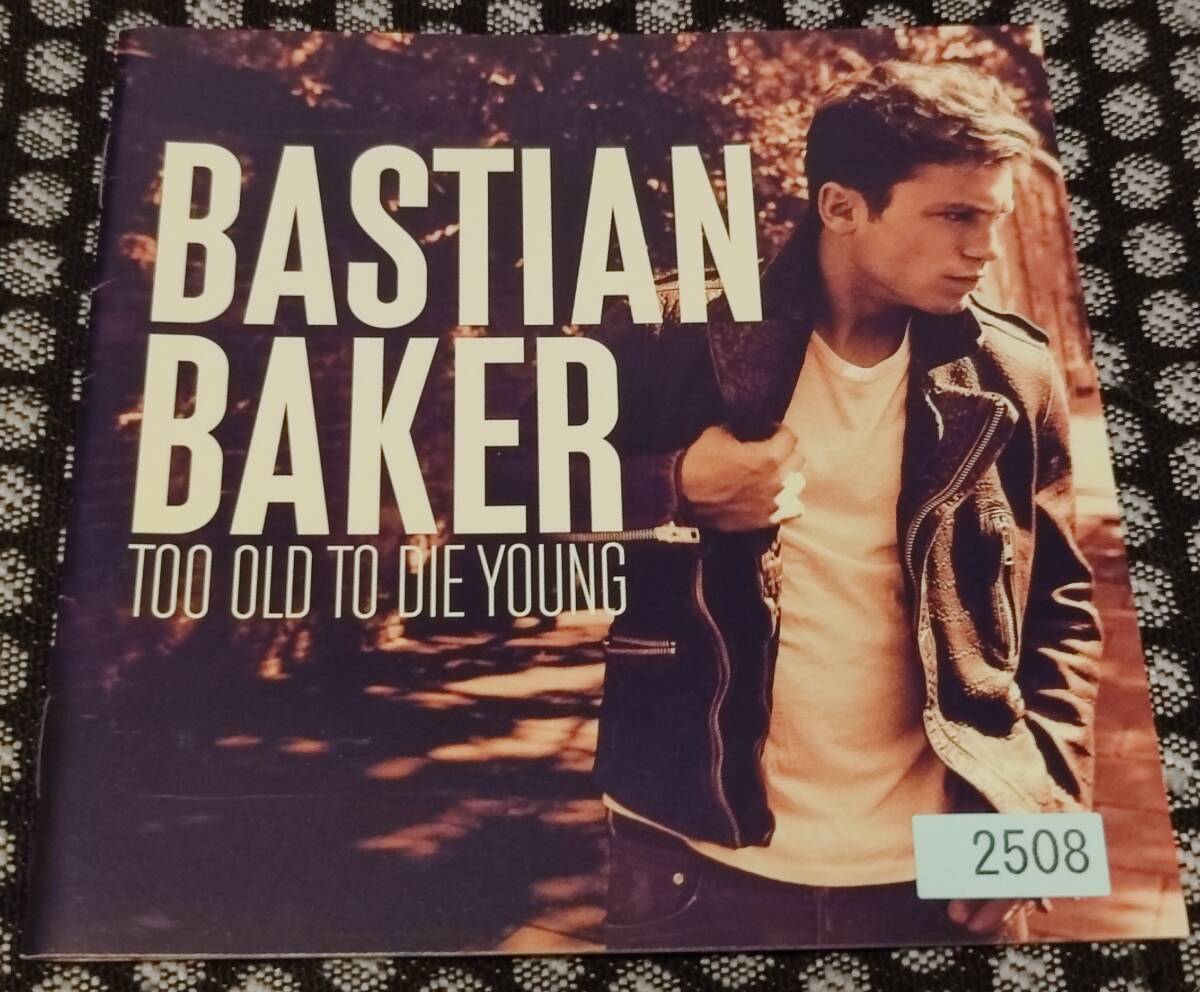 BASTIAN
BAKER
TOO OLD TO DIE YOUNG
2508